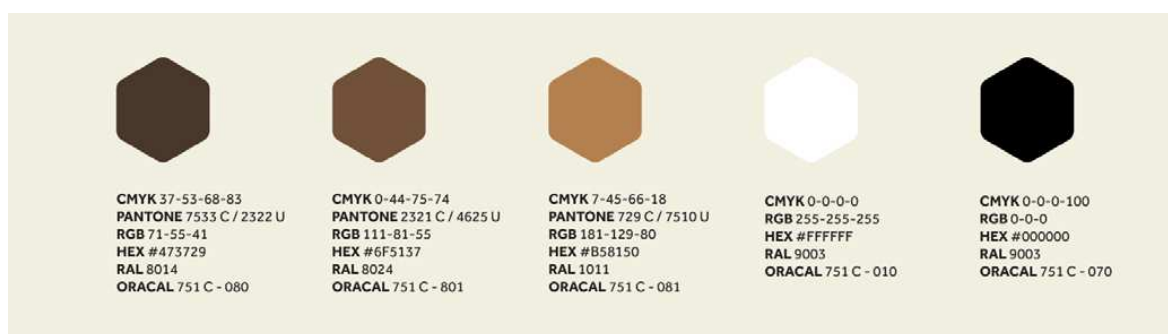 CMYK 37-53-68-83
PANTONE 7533 C / 2322 U
RGB 71-55-41
HEX #473729
RAL 8014
ORACAL 751 C - 080
CMYK 0-44-75-74
PANTONE 2321 C / 4625 U
RGB 111-81-55
HEX #6F5137
RAL 8024
ORACAL 751 C - 801
CMYK 7-45-66-18
PANTONE 729 C / 7510 U
RGB 181-129-80
HEX #B58150
RAL 1011
ORACAL 751 C - 081
CMYK 0-0-0-0
RGB 255-255-255
HEX #FFFFFF
RAL 9003
ORACAL 751 C - 010
CMYK 0-0-0-100
RGB 0-0-0
HEX #000000
RAL 9003
ORACAL 751 C - 070